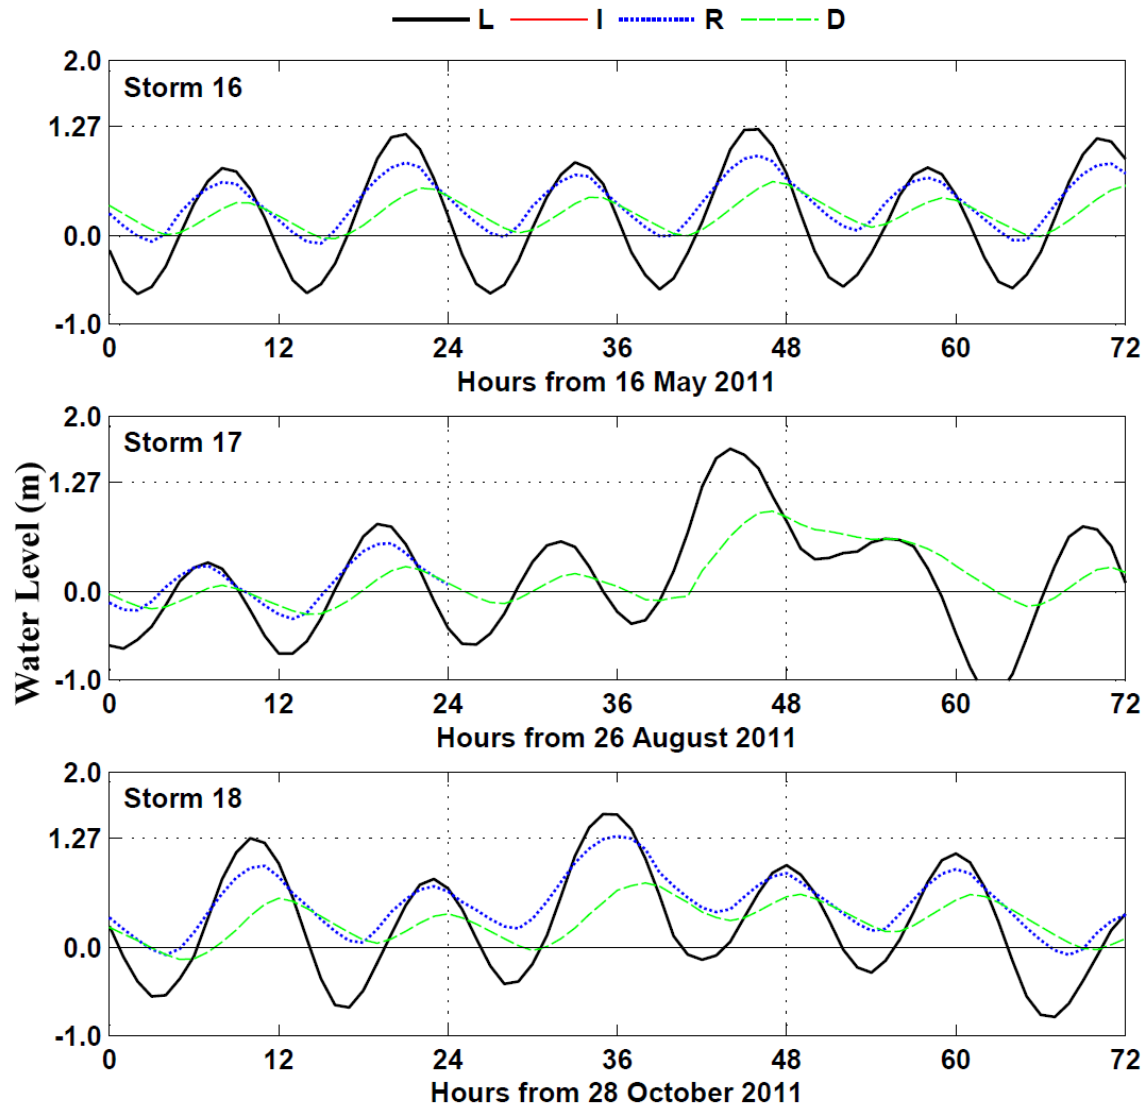 L I R D
2.0
Storm 16
1.27
0.0
-1.0
0 12 24 36 48 60 72
Hours from 16 May 2011
2.0
Storm 17
1.27
0.0
-1.0
0 12 24 36 48 60 72
Hours from 26 August 2011
Water Level (m)
2.0
Storm 18
1.27
0.0
-1.0
0 12 24 36 48 60 72
Hours from 28 October 2011